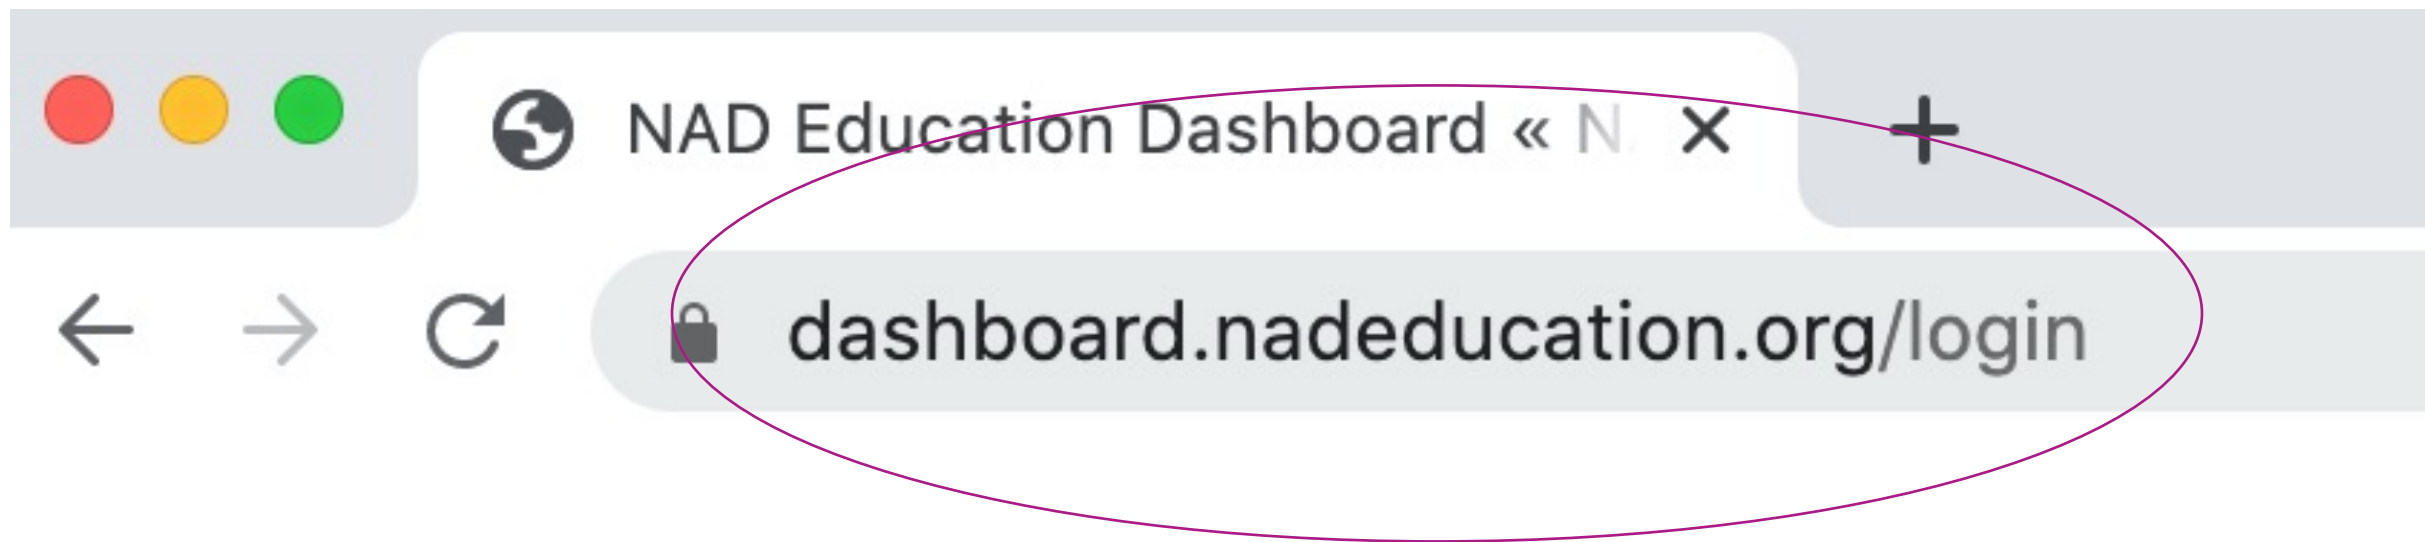 NAD Education Dashboard « N
dashboard.nadeducation.org/login